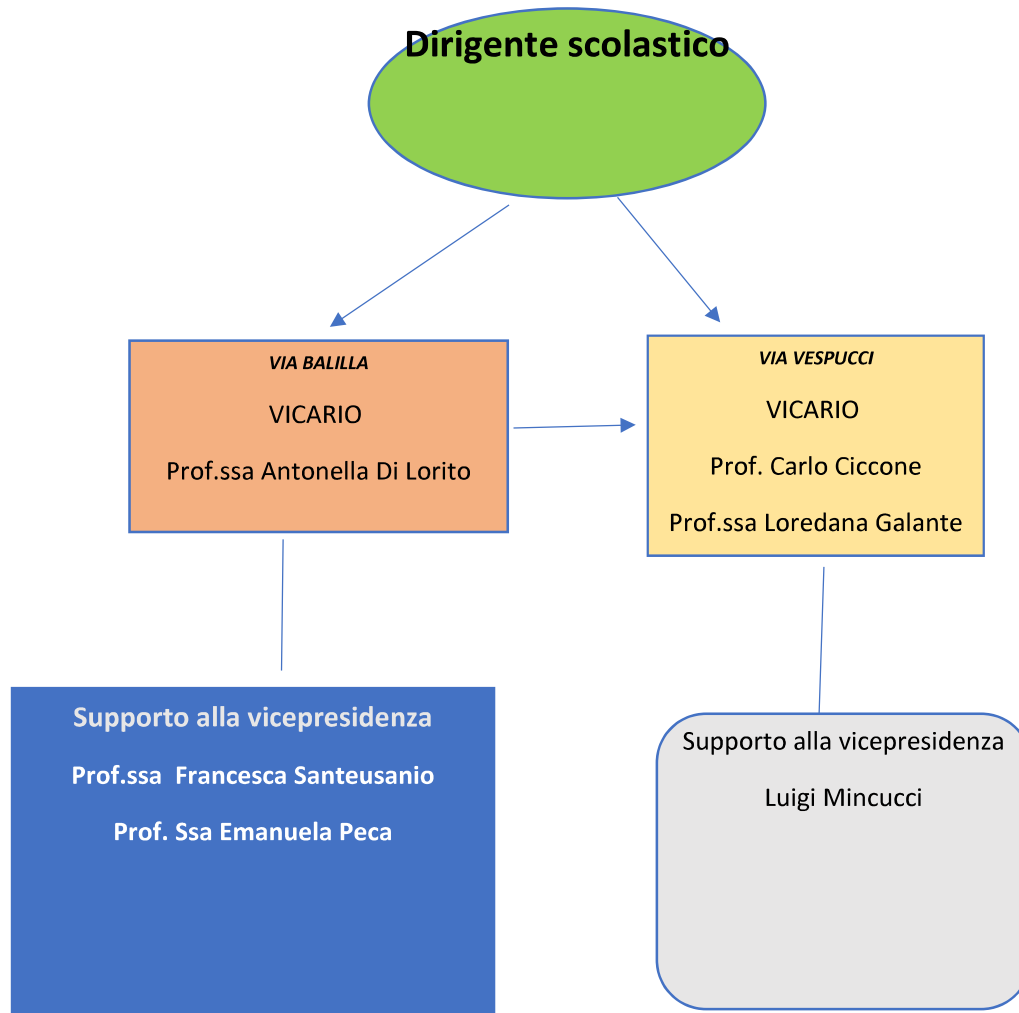 Dirigente scolastico
VIA BALILLA
VICARIO
Prof.ssa Antonella Di Lorito
VIA VESPUCCI
VICARIO
Prof. Carlo Ciccone
Prof.ssa Loredana Galante
Supporto alla vicepresidenza
Prof.ssa  Francesca Santeusanio
Prof. Ssa Emanuela Peca
Supporto alla vicepresidenza
Luigi Mincucci